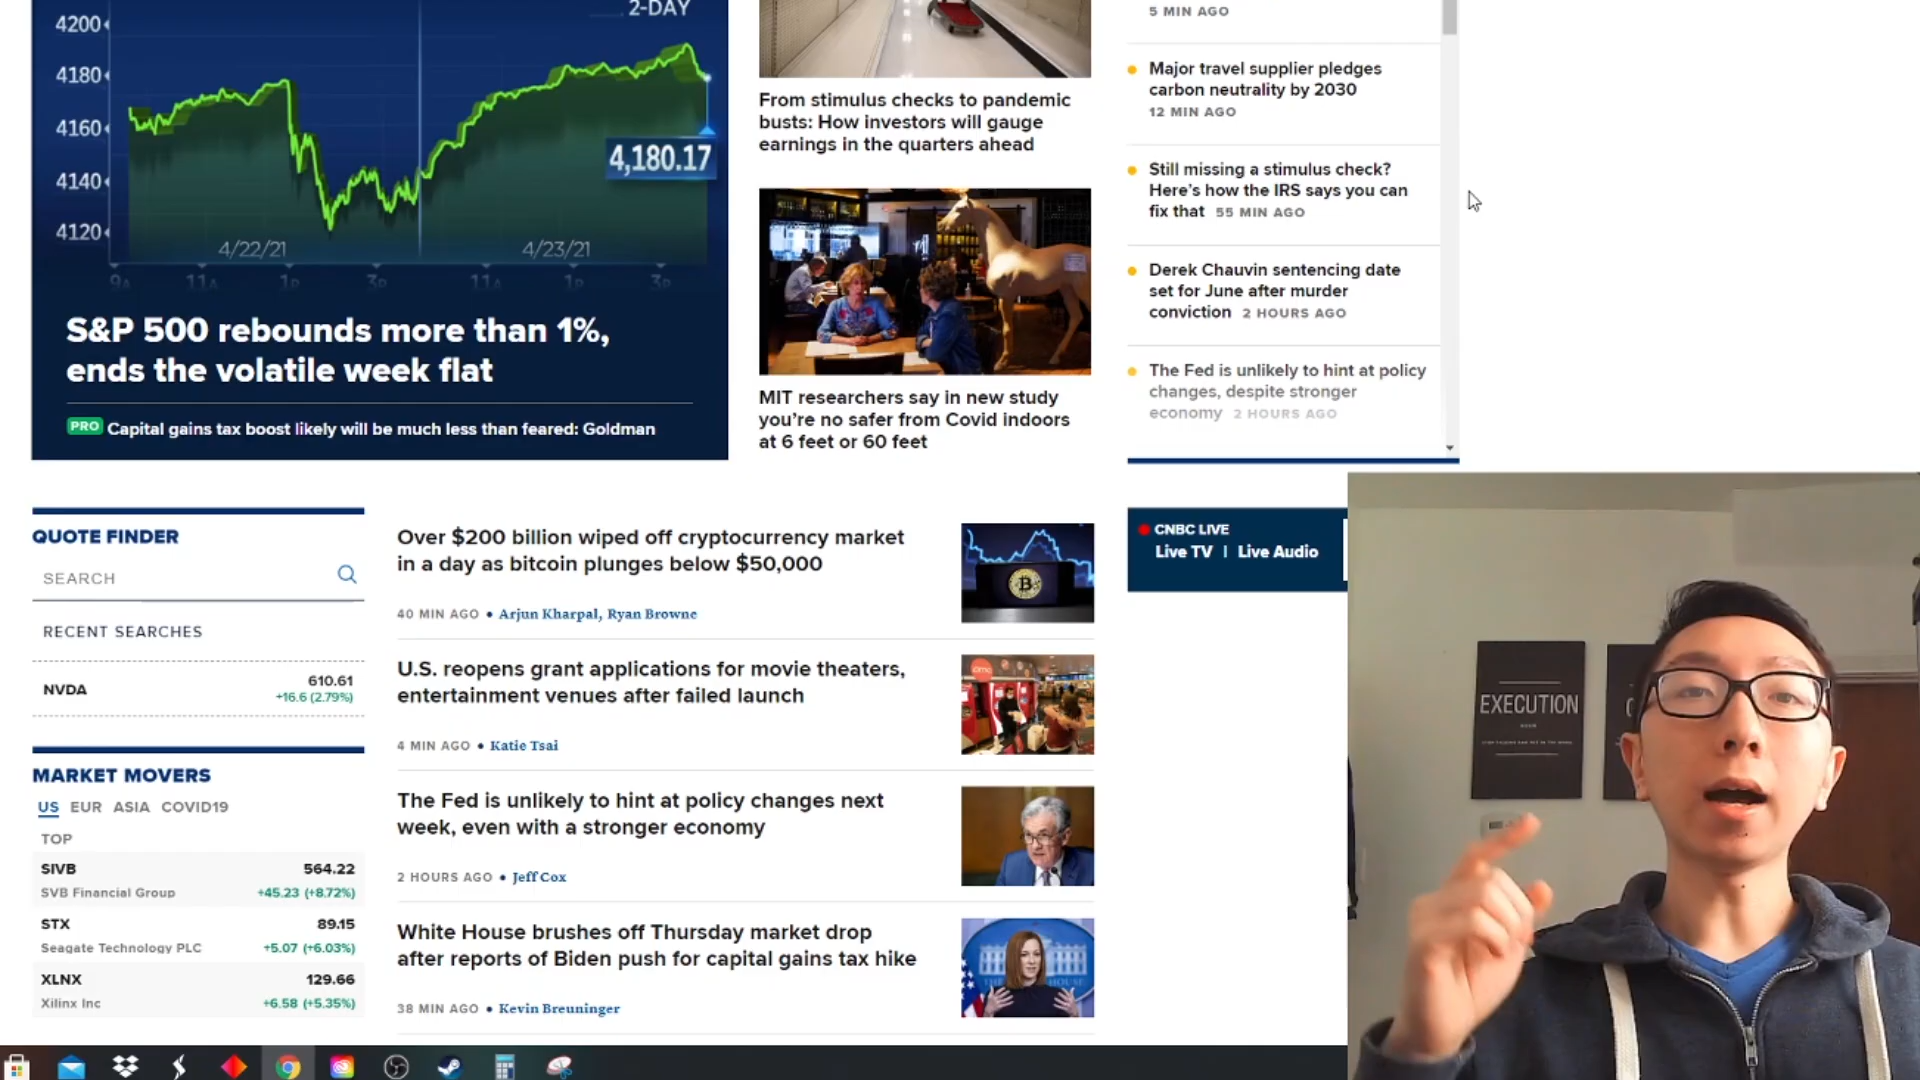 2-DAY
4200
4180
4160
4140
4120
4,180.17
4/22/21
4/23/21
9A 11A 1P 3P 11A 1P 3P
S&P 500 rebounds more than 1%,
ends the volatile week flat
PRO Capital gains tax boost likely will be much less than feared: Goldman
From stimulus checks to pandemic
busts: How investors will gauge
earnings in the quarters ahead
MIT researchers say in new study
you're no safer from Covid indoors
at 6 feet or 60 feet
5 MIN AGO
Major travel supplier pledges
carbon neutrality by 2030
12 MIN AGO
Still missing a stimulus check?
Here's how the IRS says you can
fix that 55 MIN AGO
Derek Chauvin sentencing date
set for June after murder
conviction 2 HOURS AGO
The Fed is unlikely to hint at policy
changes, despite stronger
economy 2 HOURS AGO
QUOTE FINDER
SEARCH
RECENT SEARCHES
NVDA 610.61
+16.6 (2.79%)
MARKET MOVERS
US EUR ASIA COVID19
TOP
SIVB 564.22
SVB Financial Group +45.23 (+8.72%)
STX 89.15
Seagate Technology PLC +5.07 (+6.03%)
XLNX 129.66
Xilinx Inc +6.58 (+5.35%)
Over $200 billion wiped off cryptocurrency market
in a day as bitcoin plunges below $50,000
40 MIN AGO • Arjun Kharpal, Ryan Browne
U.S. reopens grant applications for movie theaters,
entertainment venues after failed launch
4 MIN AGO • Katie Tsai
The Fed is unlikely to hint at policy changes next
week, even with a stronger economy
2 HOURS AGO • Jeff Cox
White House brushes off Thursday market drop
after reports of Biden push for capital gains tax hike
38 MIN AGO • Kevin Breuninger
CNBC LIVE
Live TV | Live Audio
EXECUTION